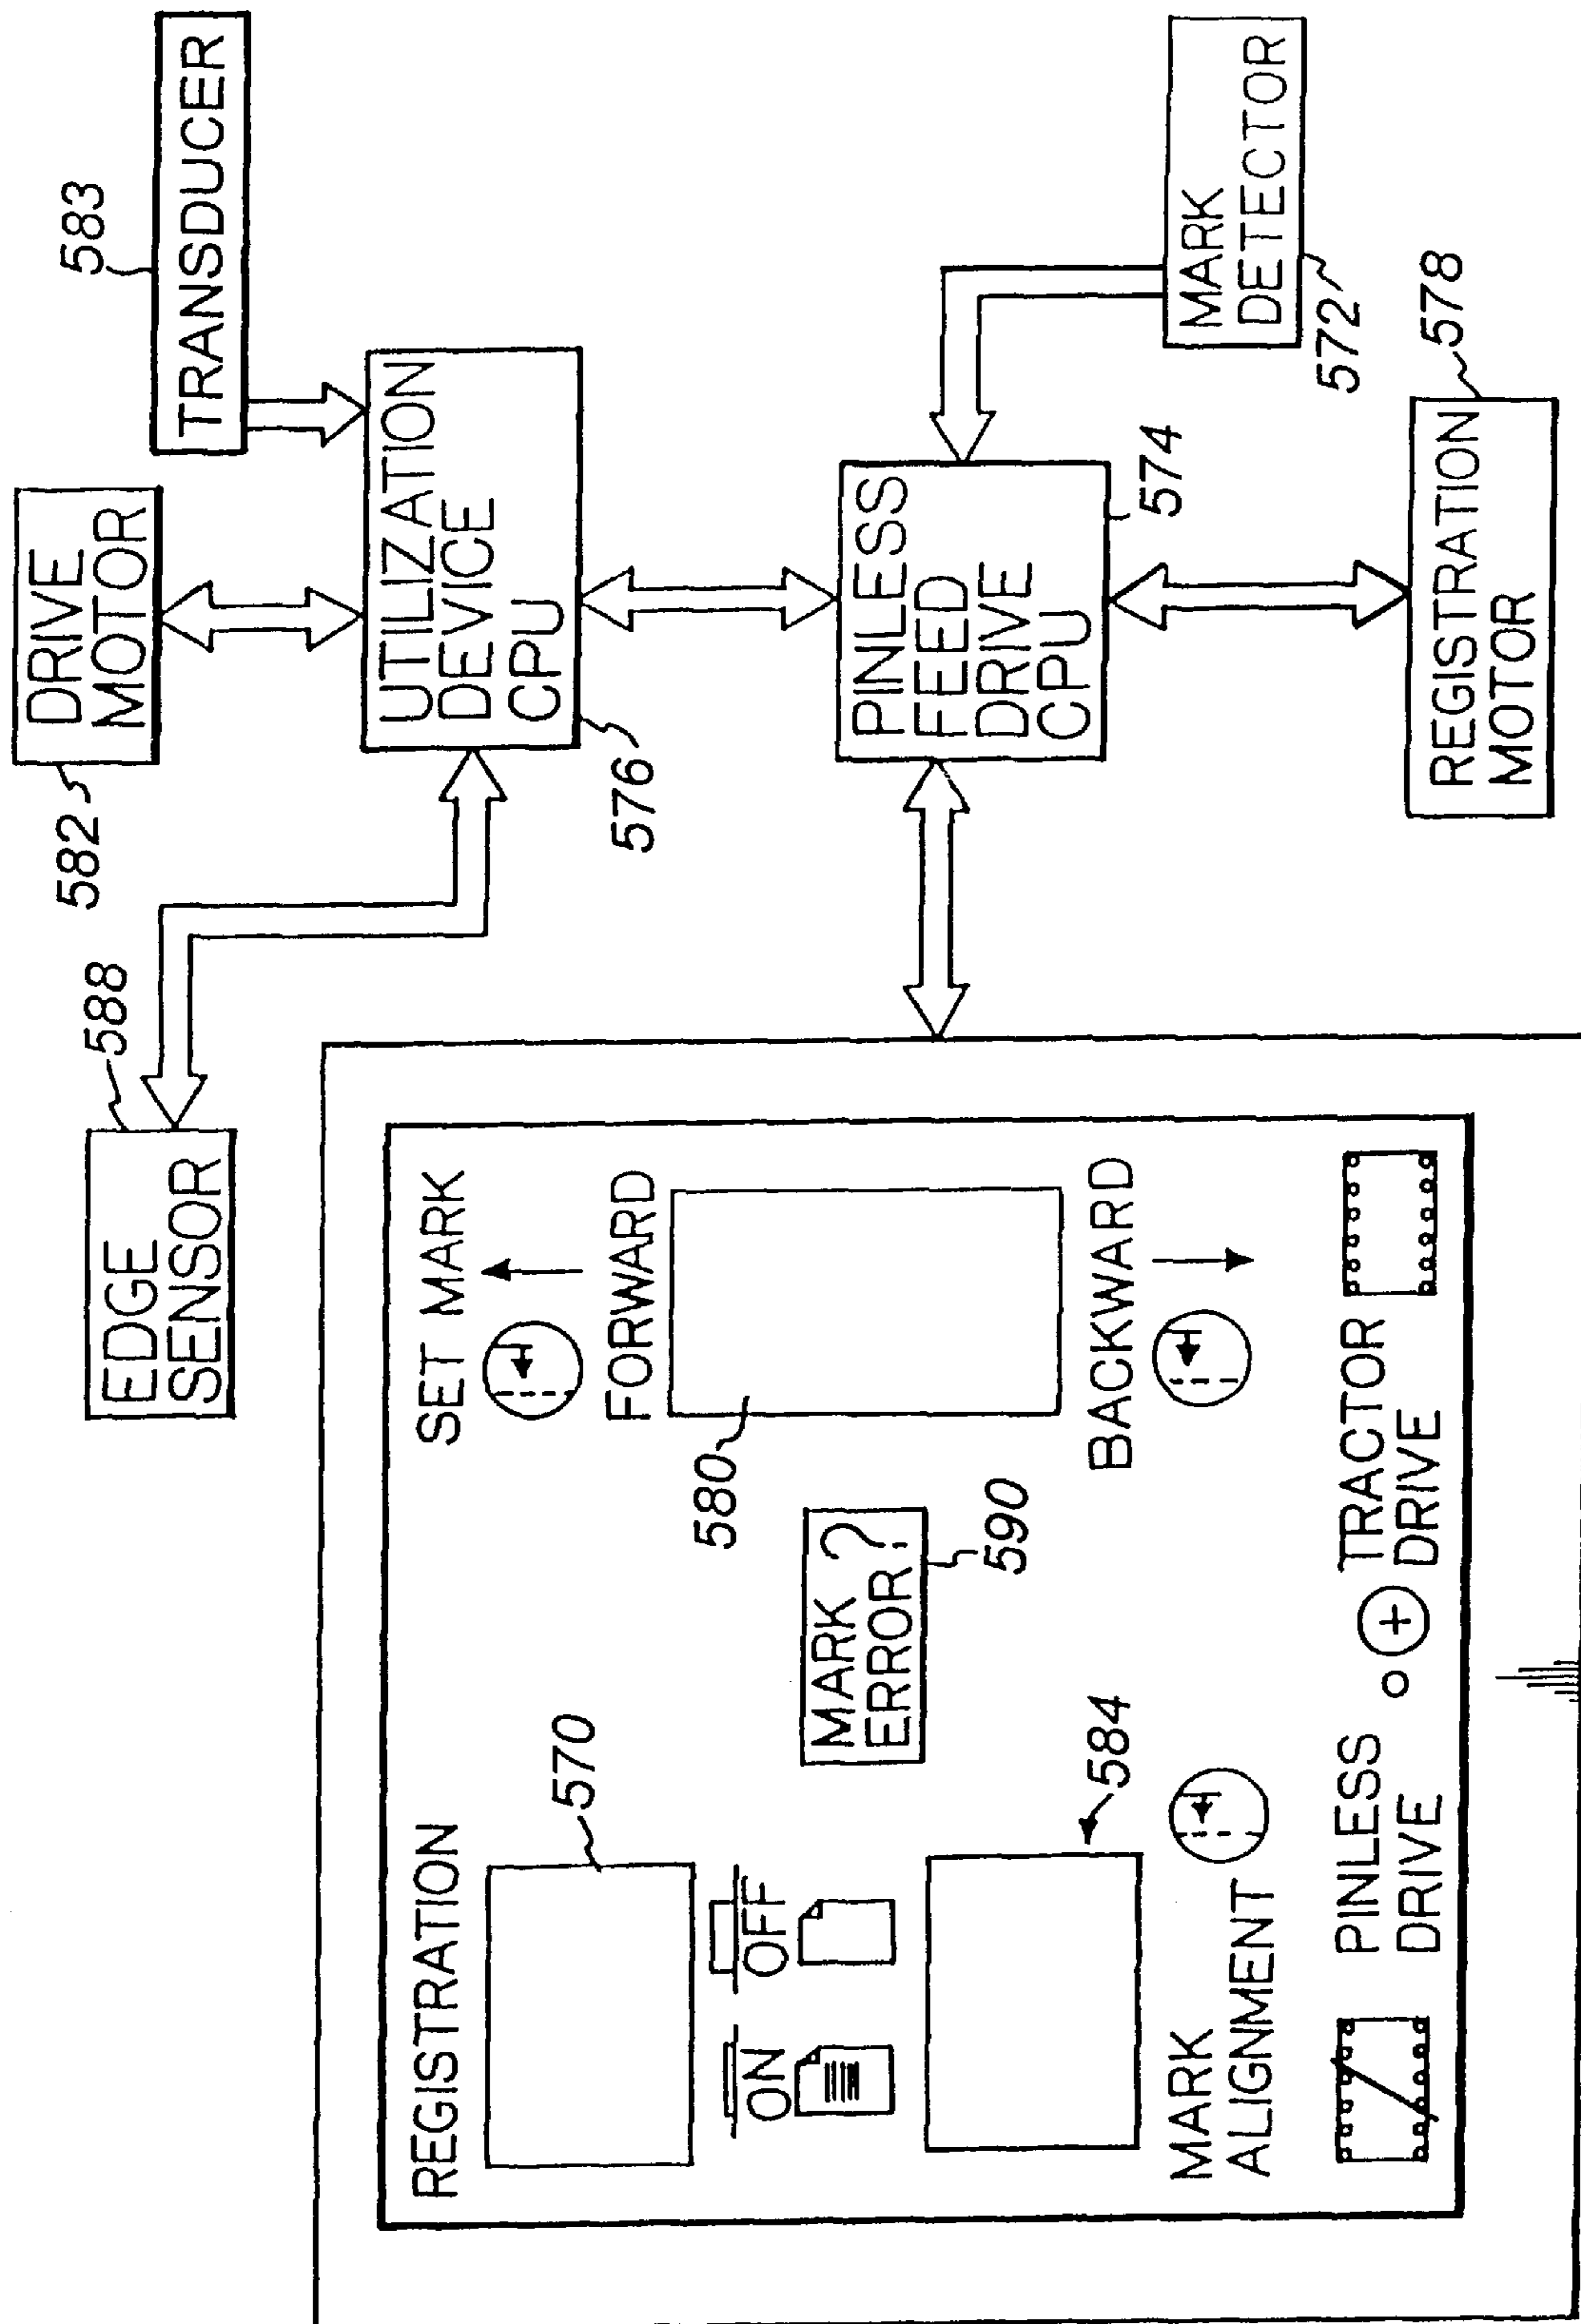 EDGE
SENSOR
588
582
DRIVE
MOTOR
583
TRANSDUCER
UTILIZATION
DEVICE
CPU
576
PINLESS
FEED
DRIVE
CPU
574
MARK
DETECTOR
572
REGISTRATION
MOTOR
578
REGISTRATION
570
ON
OFF
584
MARK
ALIGNMENT
MARK ?
ERROR?
590
SET MARK
FORWARD
580
BACKWARD
PINLESS
DRIVE
TRACTOR
DRIVE